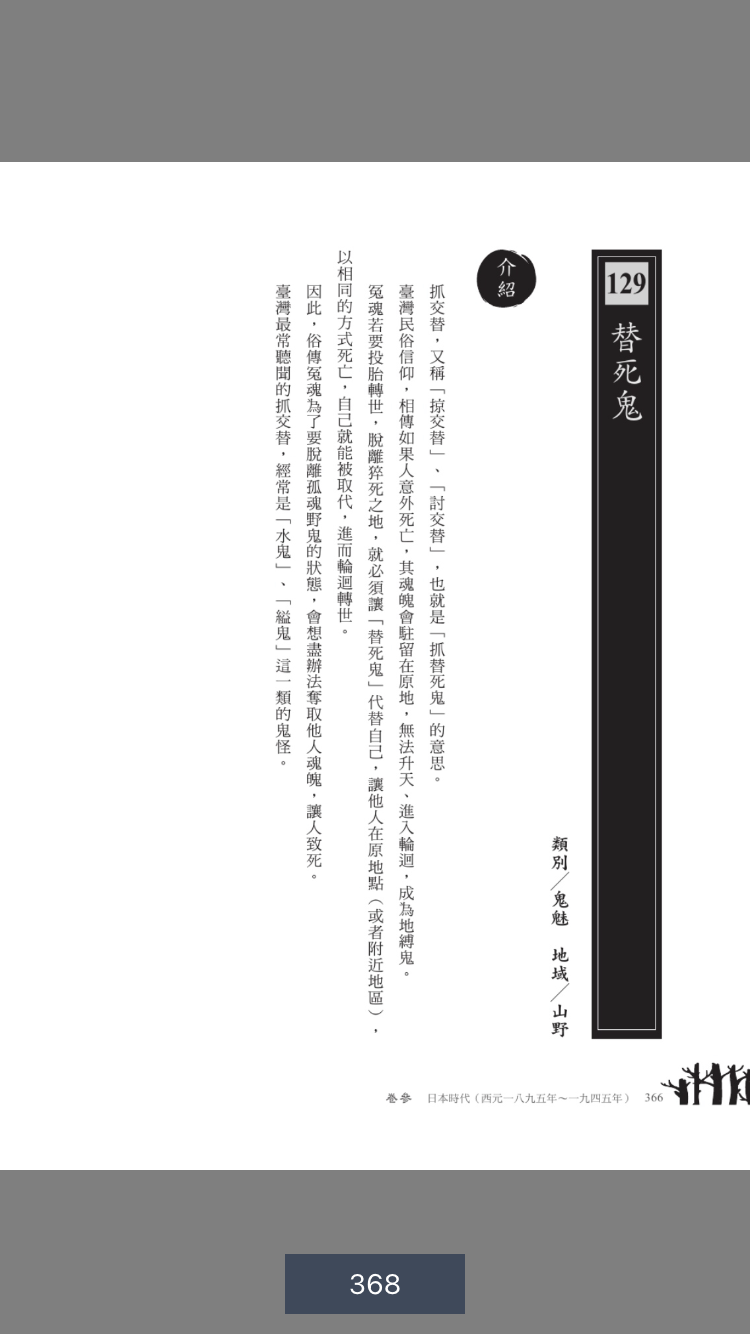 129
替死鬼
類別／鬼魅　地域／山野
介紹
抓交替，又稱「掠交替」、「討交替」，也就是「抓替死鬼」的意思。
臺灣民俗信仰，相傳如果人意外死亡，其魂魄會駐留在原地，無法升天、進入輪迴，成為地縛鬼。
冤魂若要投胎轉世，脫離猝死之地，就必須讓「替死鬼」代替自己，讓他人在原地點（或者附近地區），
以相同的方式死亡，自己就能被取代，進而輪迴轉世。
因此，俗傳冤魂為了要脫離孤魂野鬼的狀態，會想盡辦法奪取他人魂魄，讓人致死。
臺灣最常聽聞的抓交替，經常是「水鬼」、「縊鬼」這一類的鬼怪。
卷參　日本時代（西元一八九五年～一九四五年）　366
368